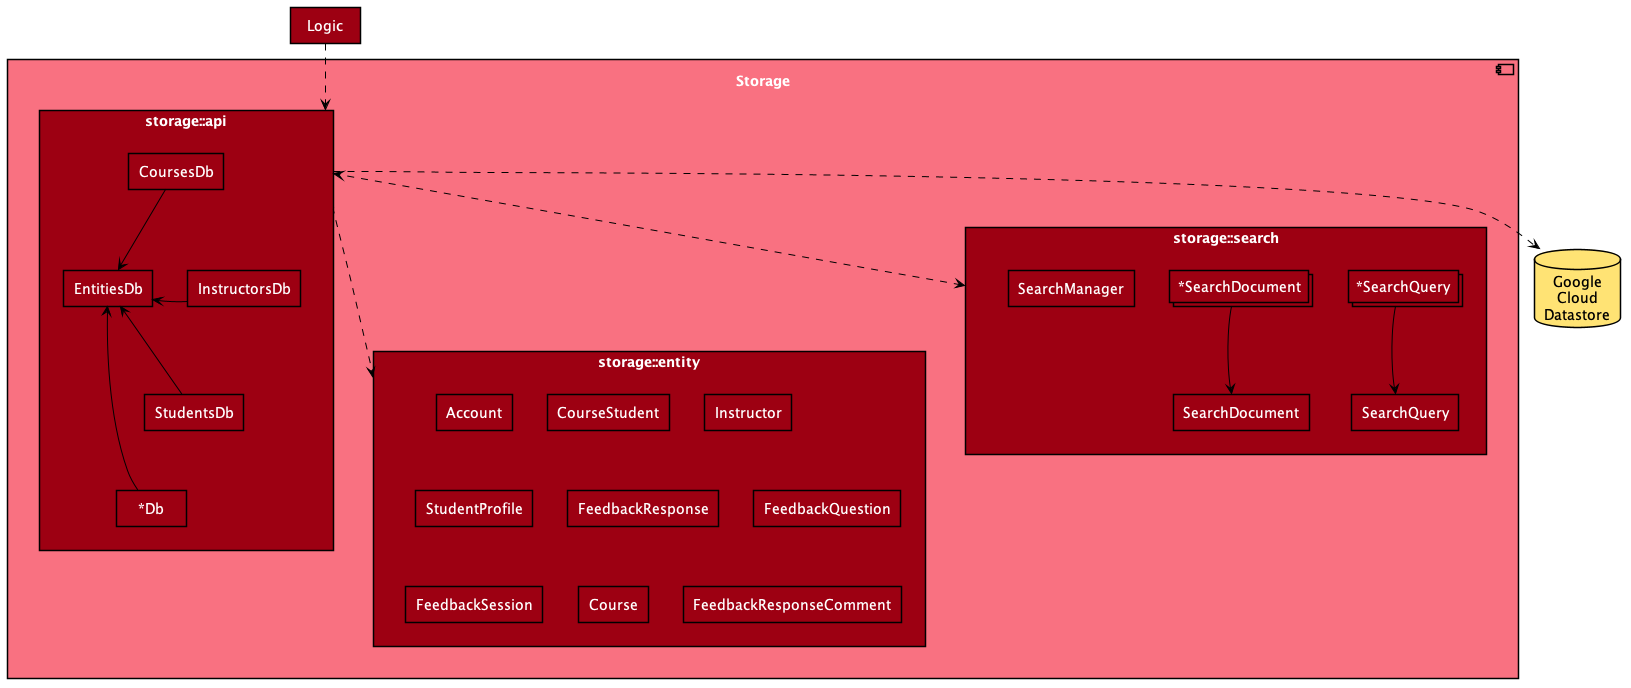 Logic
Storage
storage::api
CoursesDb
EntitiesDb
InstructorsDb
StudentsDb
*Db
storage::entity
Account
CourseStudent
Instructor
StudentProfile
FeedbackResponse
FeedbackQuestion
FeedbackSession
Course
FeedbackResponseComment
storage::search
SearchManager
*SearchDocument
*SearchQuery
SearchDocument
SearchQuery
Google
Cloud
Datastore